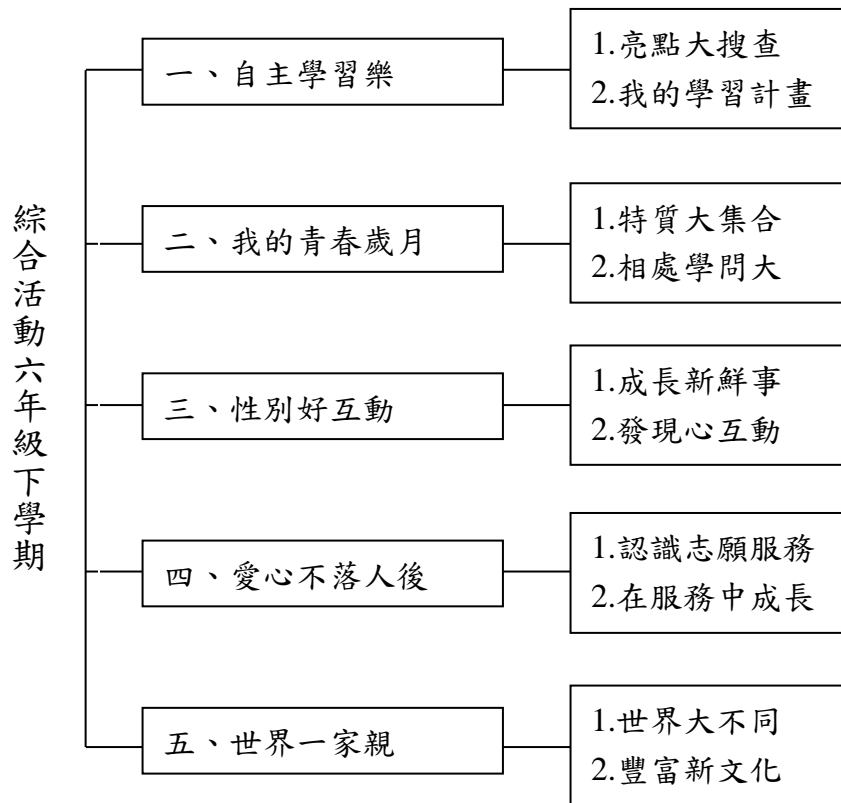 綜合活動六年級下學期
一、自主學習樂
1.亮點大搜查
2.我的學習計畫
二、我的青春歲月
1.特質大集合
2.相處學問大
三、性別好互動
1.成長新鮮事
2.發現心互動
四、愛心不落人後
1.認識志願服務
2.在服務中成長
五、世界一家親
1.世界大不同
2.豐富新文化